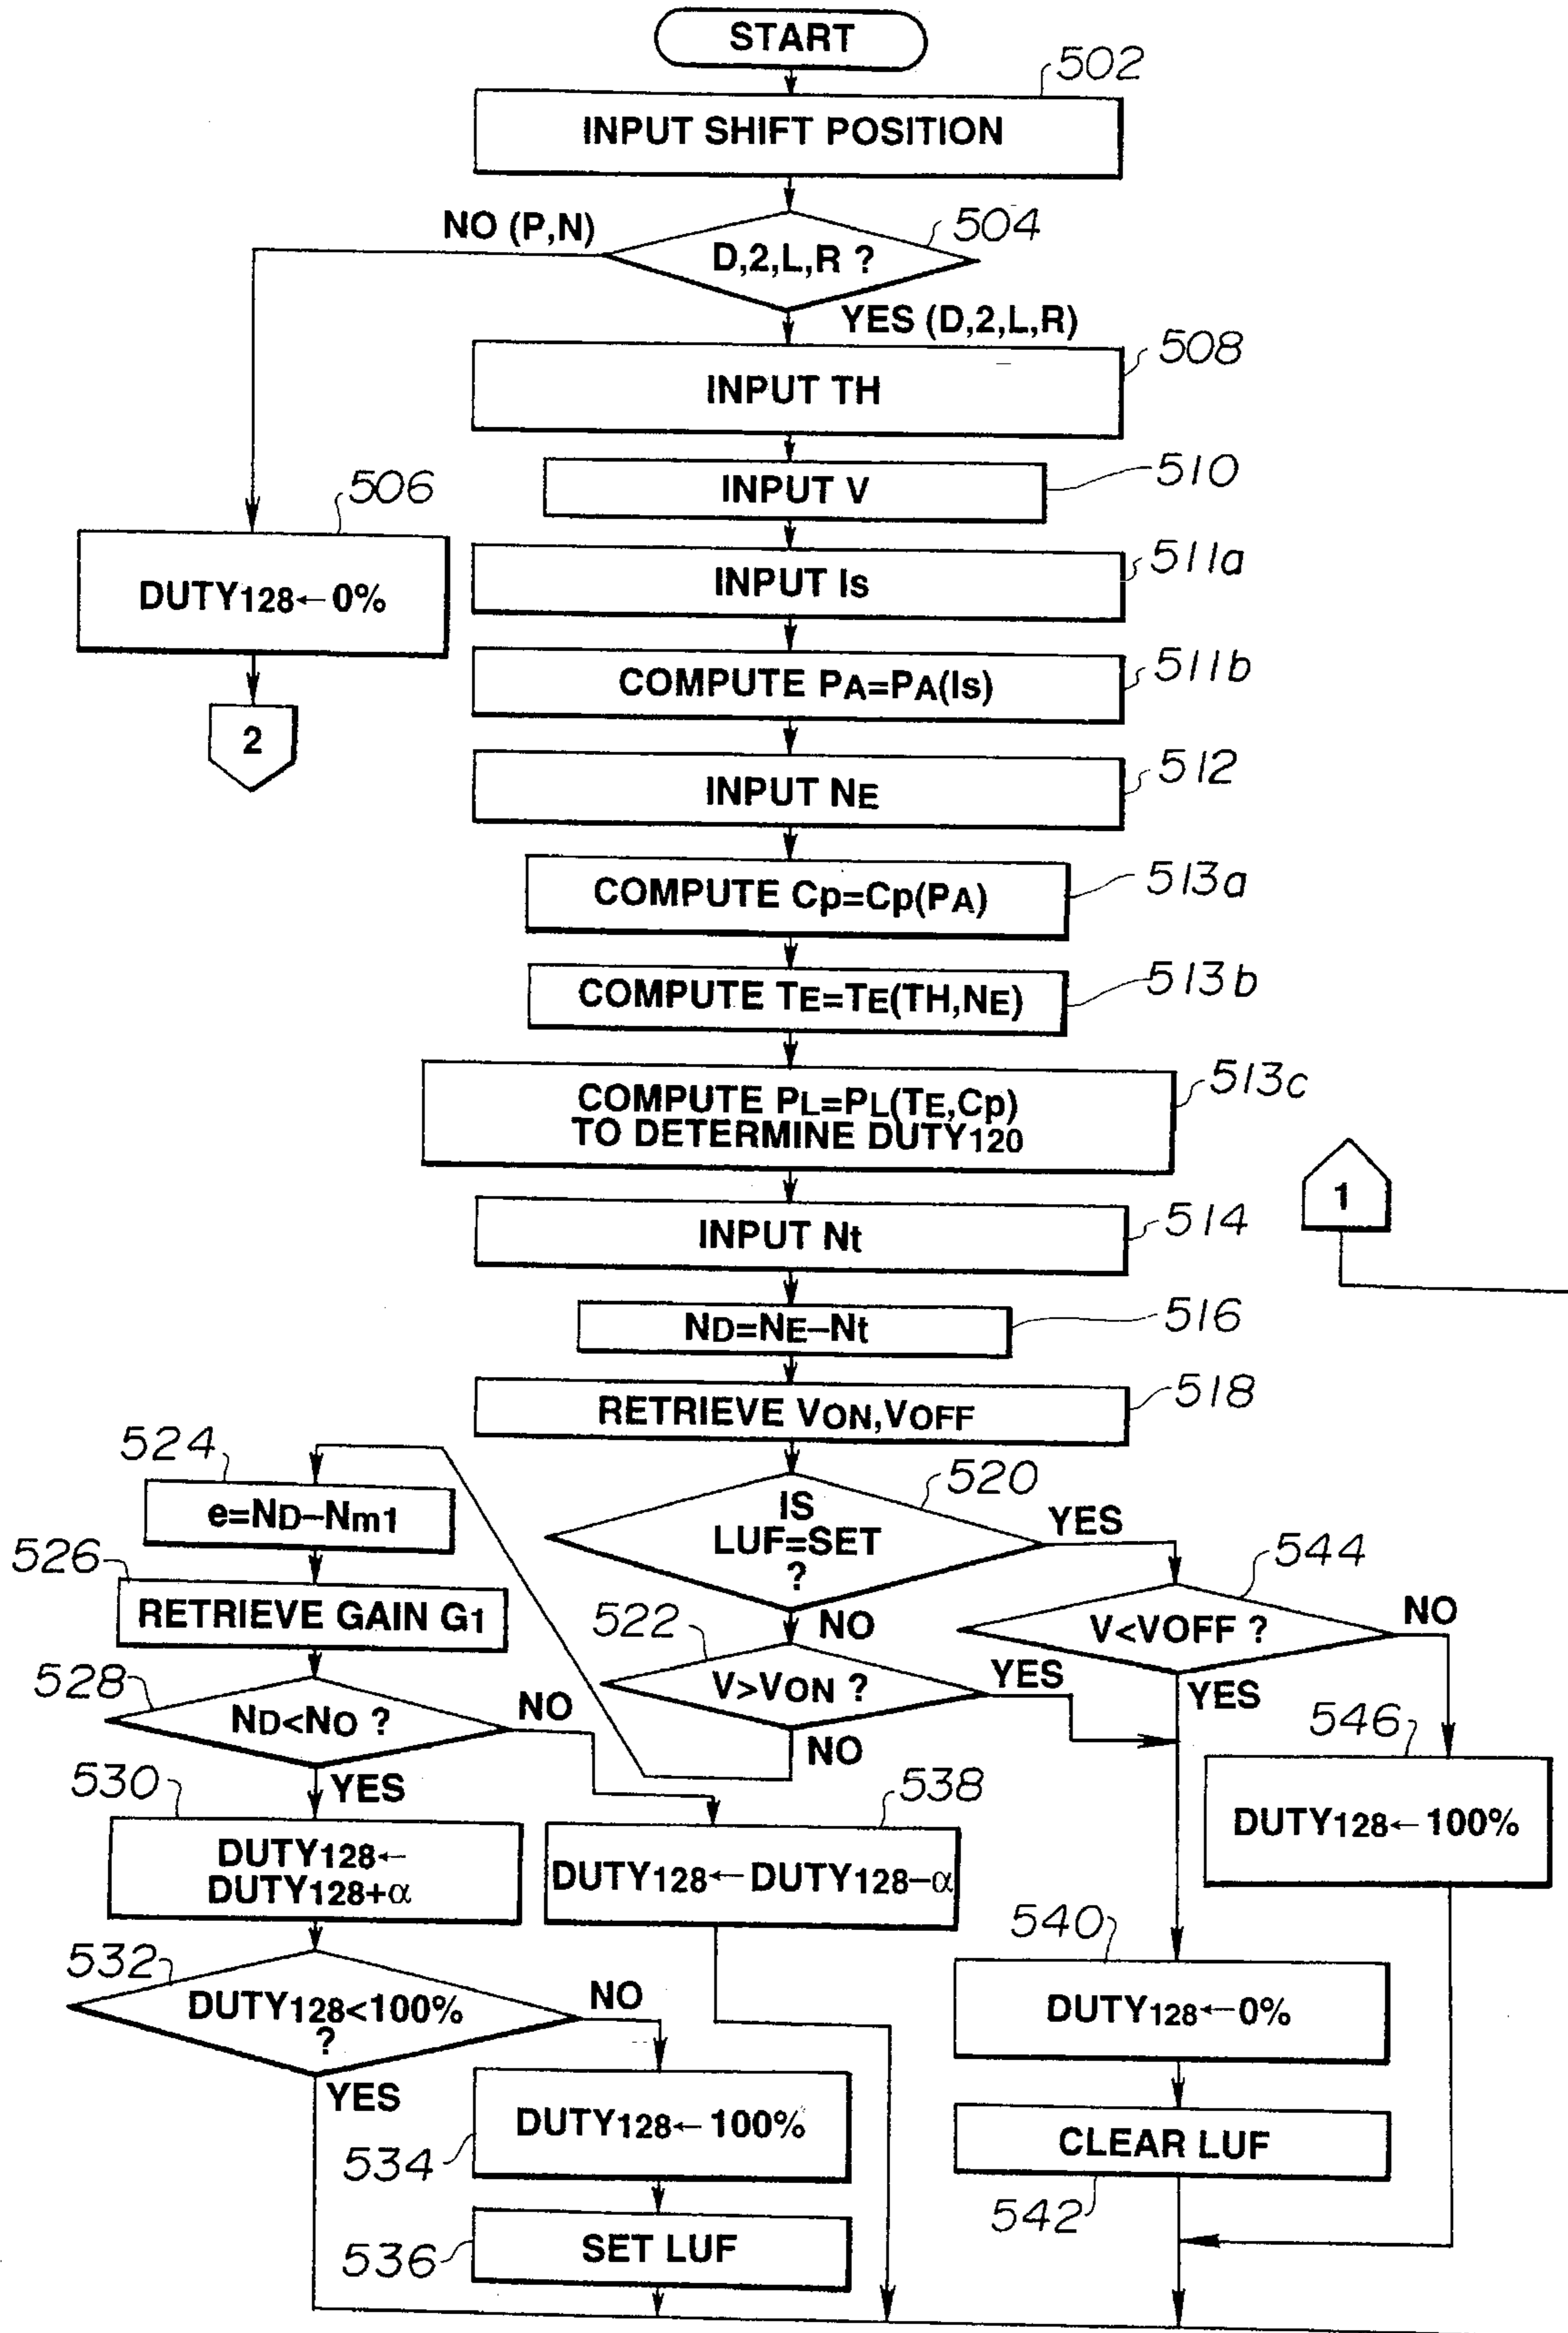 START
502
INPUT SHIFT POSITION
NO (P,N)
504
D,2,L,R ?
YES (D,2,L,R)
508
INPUT TH
510
INPUT V
506
DUTY128←0%
511a
INPUT Is
511b
COMPUTE PA=PA(Is)
2
512
INPUT NE
513a
COMPUTE Cp=Cp(PA)
513b
COMPUTE TE=TE(TH,NE)
513c
COMPUTE PL=PL(TE,Cp)
TO DETERMINE DUTY120
1
514
INPUT Nt
516
ND=NE–Nt
518
RETRIEVE VON,VOFF
524
e=ND–Nm1
520
IS
LUF=SET
?
YES
NO
526
RETRIEVE GAIN G1
522
V>VON ?
YES
NO
544
V<VOFF ?
NO
YES
528
ND<NO ?
NO
YES
546
DUTY128←100%
530
DUTY128←
DUTY128+α
538
DUTY128←DUTY128–α
532
DUTY128<100%
?
NO
YES
540
DUTY128←0%
534
DUTY128←100%
CLEAR LUF
542
536
SET LUF